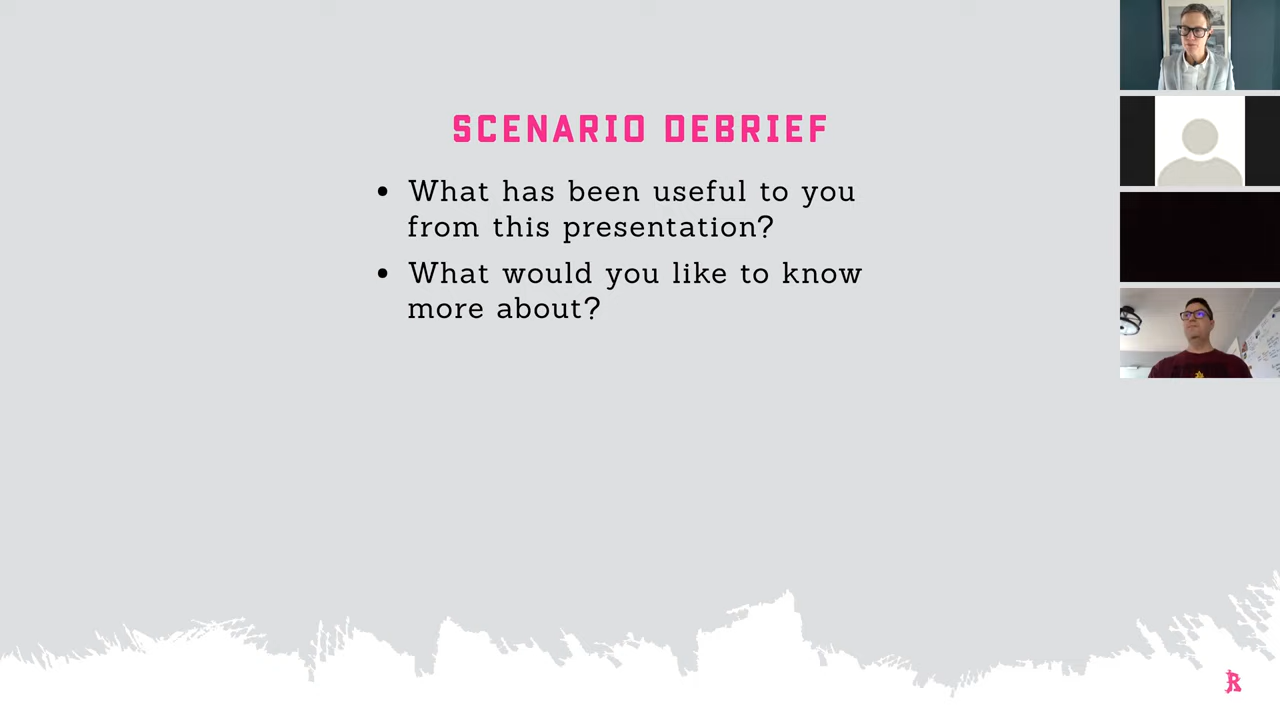 SCENARIO DEBRIEF
• What has been useful to you
from this presentation?
• What would you like to know
more about?
R